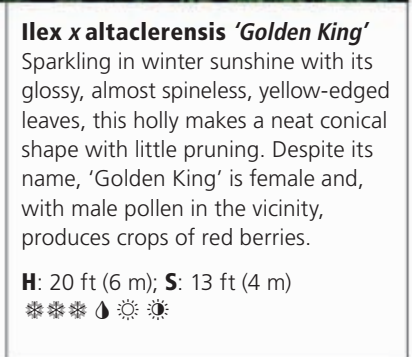 Ilex x altaclerensis 'Golden King'
Sparkling in winter sunshine with its
glossy, almost spineless, yellow-edged
leaves, this holly makes a neat conical
shape with little pruning. Despite its
name, ‘Golden King’ is female and,
with male pollen in the vicinity,
produces crops of red berries.
H: 20 ft (6 m); S: 13 ft (4 m)